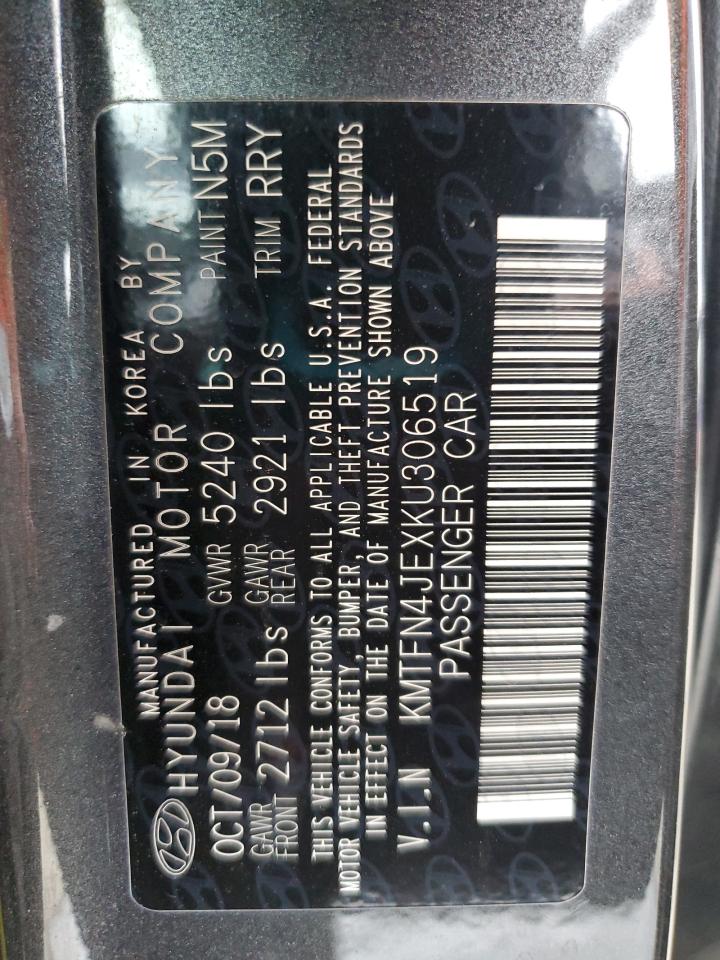 MANUFACTURED IN KOREA BY
HYUNDAI MOTOR COMPANY
OCT/09/18 GVWR 5240 lbs PAINT N5M
GAWR FRONT 2712 lbs GAWR REAR 2921 lbs TRIM RRY
THIS VEHICLE CONFORMS TO ALL APPLICABLE U.S.A. FEDERAL
MOTOR VEHICLE SAFETY, BUMPER, AND THEFT PREVENTION STANDARDS
IN EFFECT ON THE DATE OF MANUFACTURE SHOWN ABOVE
V.I.N KMTFN4JEXKU306519
PASSENGER CAR